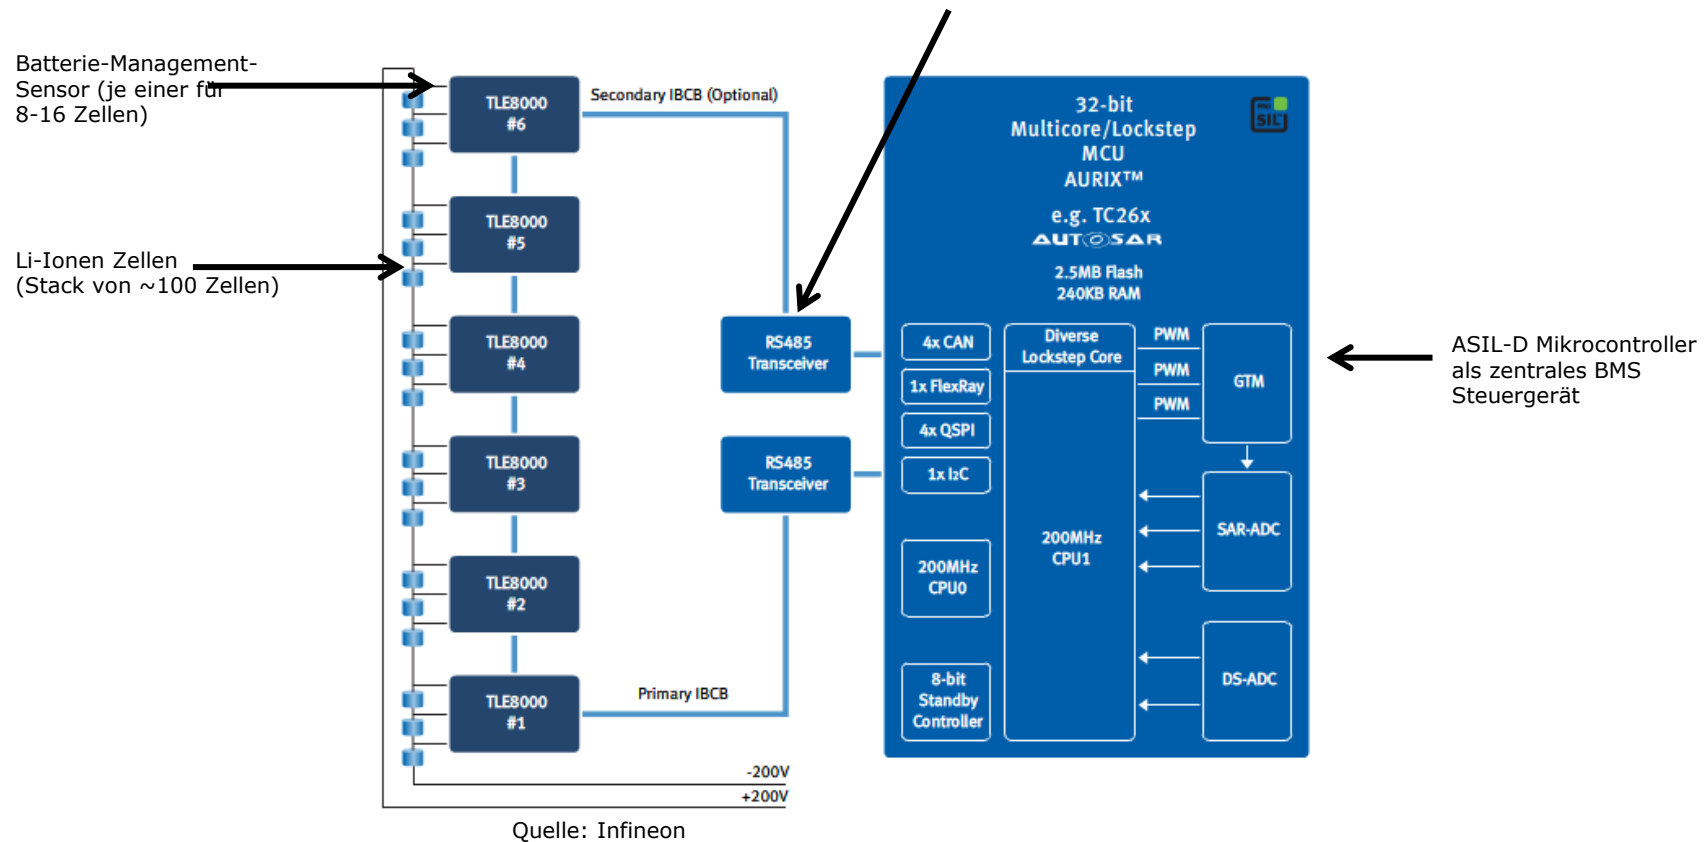 Batterie-Management-
Sensor (je einer für
8-16 Zellen)
Li-Ionen Zellen
(Stack von ~100 Zellen)
TLE8000
#6
TLE8000
#5
TLE8000
#4
TLE8000
#3
TLE8000
#2
TLE8000
#1
Secondary IBCB (Optional)
Primary IBCB
-200V
+200V
Quelle: Infineon
RS485
Transceiver
RS485
Transceiver
32-bit
Multicore/Lockstep
MCU
AURIX™
e.g. TC26x
AUTOSAR
2.5MB Flash
240KB RAM
SIL
4x CAN
1x FlexRay
4x QSPI
1x I2C
200MHz
CPU0
8-bit
Standby
Controller
Diverse
Lockstep Core
200MHz
CPU1
PWM
PWM
PWM
GTM
SAR-ADC
DS-ADC
ASIL-D Mikrocontroller
als zentrales BMS
Steuergerät